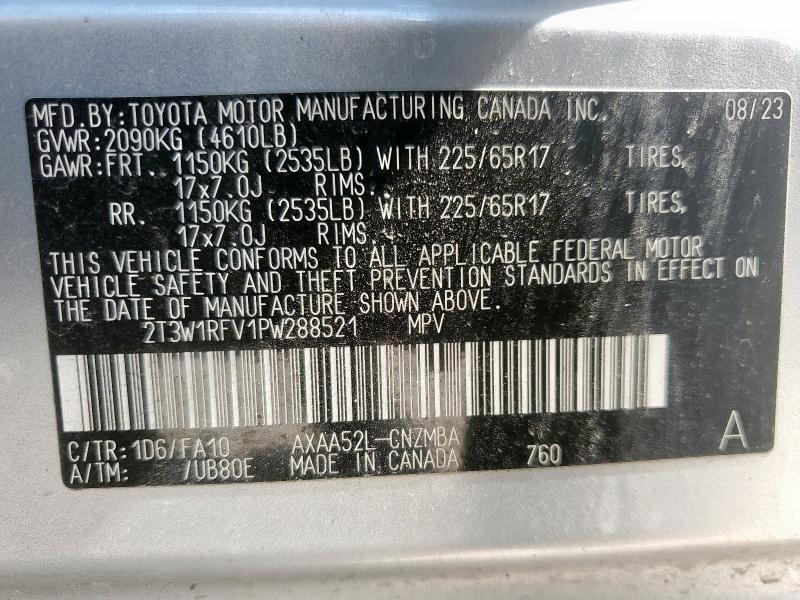 MFD.BY:TOYOTA MOTOR MANUFACTURING CANADA INC. 08/23
GVWR:2090KG (4610LB)
GAWR:FRT. 1150KG (2535LB) WITH 225/65R17 TIRES,
17x7.0J RIMS.
RR. 1150KG (2535LB) WITH 225/65R17 TIRES,
17x7.0J RIMS
THIS VEHICLE CONFORMS TO ALL APPLICABLE FEDERAL MOTOR
VEHICLE SAFETY AND THEFT PREVENTION STANDARDS IN EFFECT ON
THE DATE OF MANUFACTURE SHOWN ABOVE.
2T3W1RFV1PW288521 MPV
C/TR:1D6/FA10 AXAA52L-CNZMBA A
A/TM: /UB80E MADE IN CANADA 760